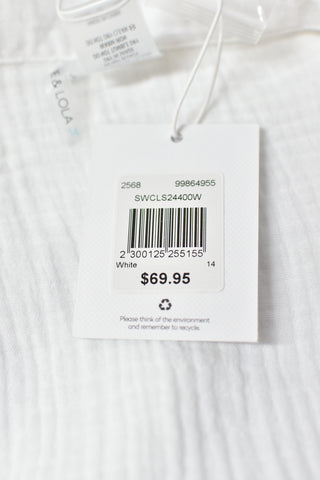 E & LOLA
2568 99864955
SWCLS24400W
2 300125 255155
White 14
$69.95
Please think of the environment
and remember to recycle.